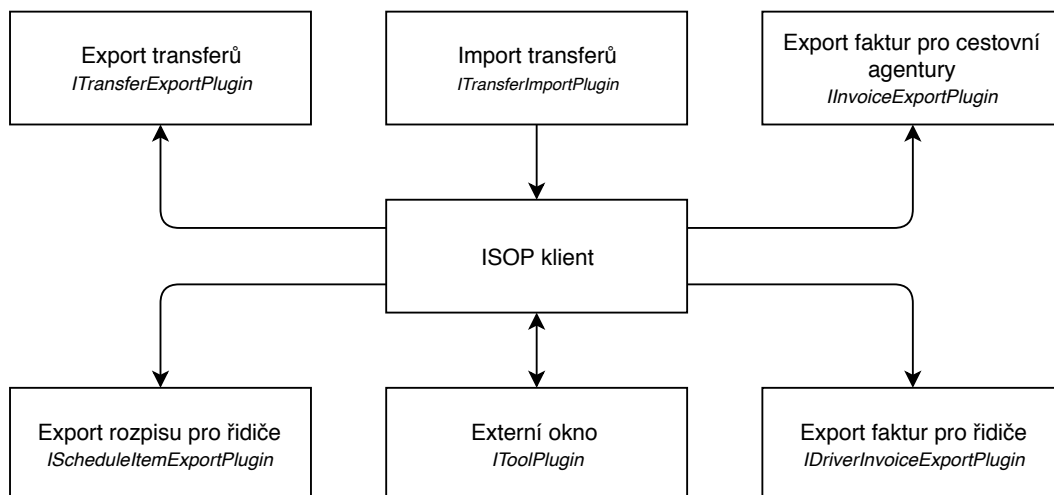 Export transferů
ITransferExportPlugin
Import transferů
ITransferImportPlugin
Export faktur pro cestovní
agentury
IInvoiceExportPlugin
ISOP klient
Export rozpisu pro řidiče
IScheduleItemExportPlugin
Externí okno
IToolPlugin
Export faktur pro řidiče
IDriverInvoiceExportPlugin